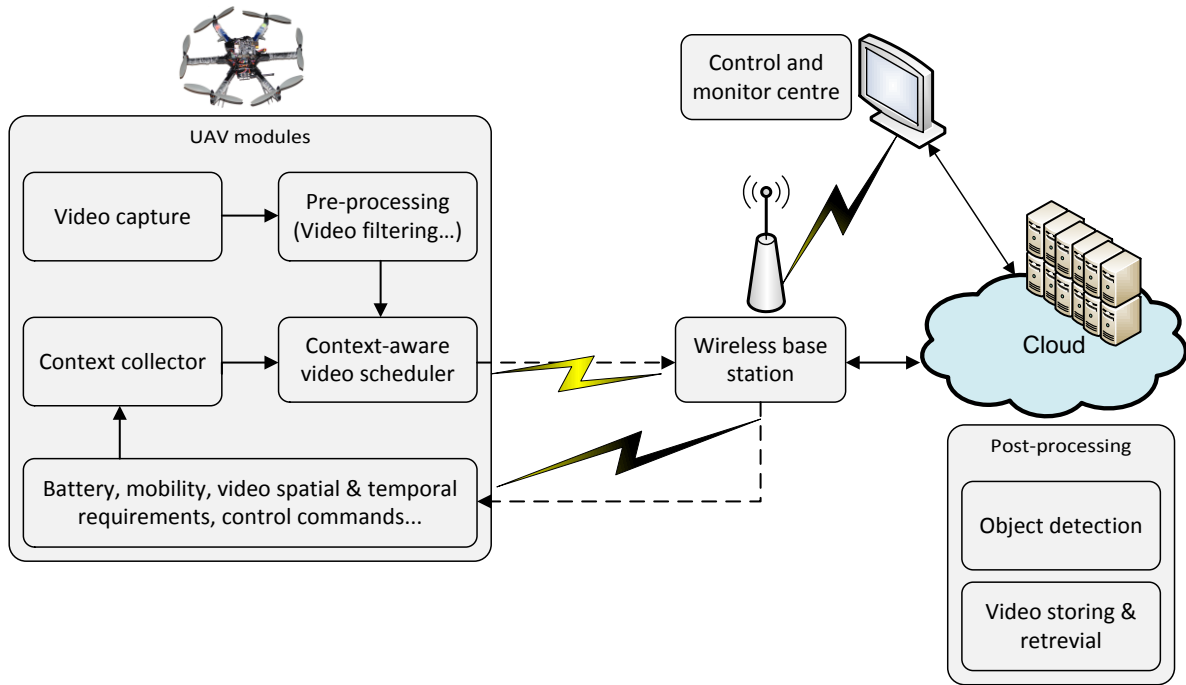 Control and
monitor centre
UAV modules
Video capture
Pre-processing
(Video filtering...)
Context collector
Context-aware
video scheduler
Wireless base
station
Cloud
Battery, mobility, video spatial & temporal
requirements, control commands...
Post-processing
Object detection
Video storing &
retrevial